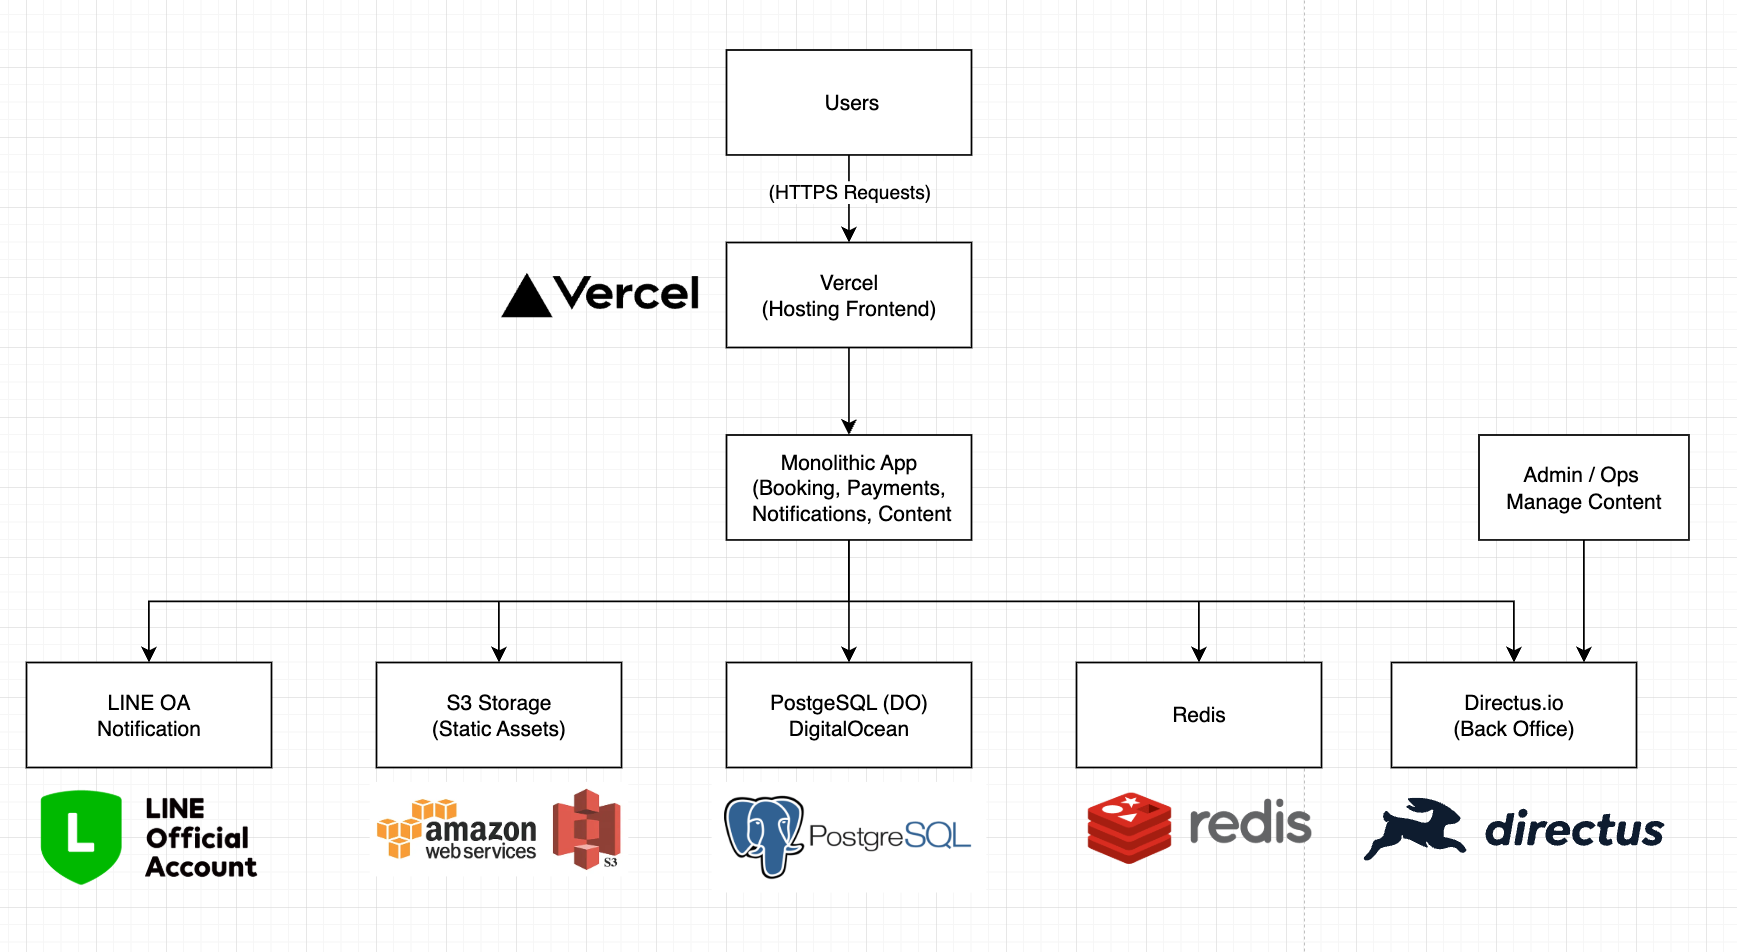 Users
(HTTPS Requests)
Vercel
Vercel
(Hosting Frontend)
Monolithic App
(Booking, Payments,
Notifications, Content
Admin / Ops
Manage Content
LINE OA
Notification
S3 Storage
(Static Assets)
PostgeSQL (DO)
DigitalOcean
Redis
Directus.io
(Back Office)
L
LINE
Official
Account
amazon
web services
S3
PostgreSQL
redis
directus